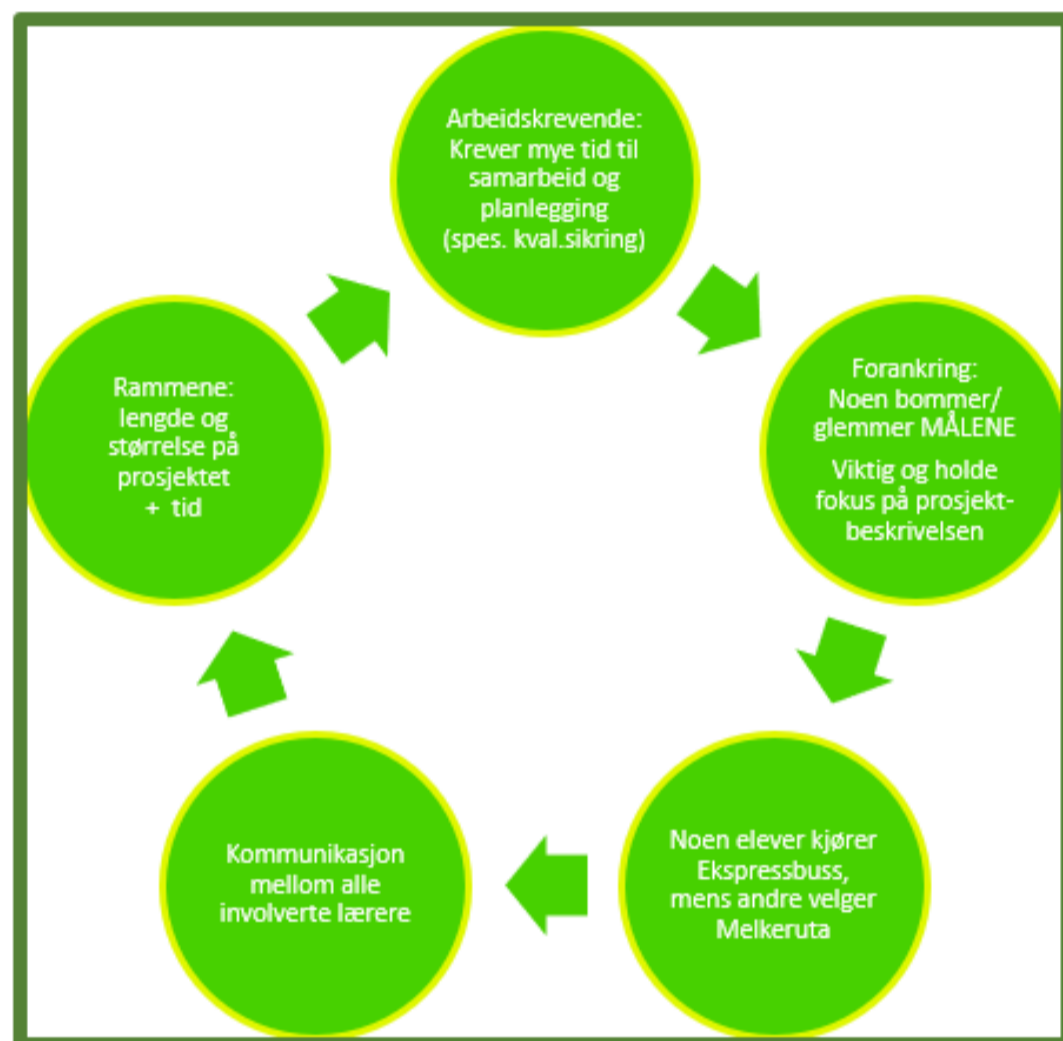 Arbeidskrevende:
Krever mye tid til
samarbeid og
planlegging
(spes. kval.sikring)
Forankring:
Noen bommer/
glemmer MÅLENE
Viktig og holde
fokus på prosjekt-
beskrivelsen
Noen elever kjører
Ekspressbuss,
mens andre velger
Melkeruta
Kommunikasjon
mellom alle
involverte lærere
Rammene:
lengde og
størrelse på
prosjektet
+ tid